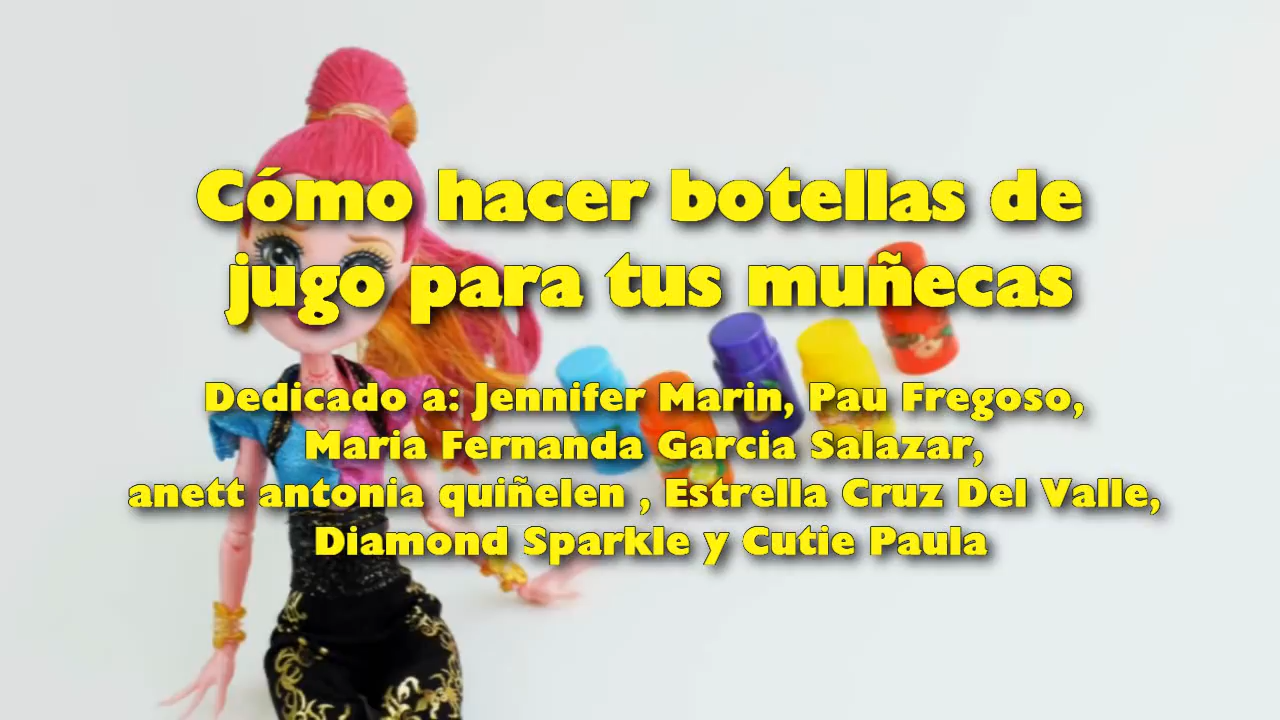 Cómo hacer botellas de
jugo para tus muñecas
Dedicado a: Jennifer Marin, Pau Fregoso,
Maria Fernanda Garcia Salazar,
anett antonia quiñelen , Estrella Cruz Del Valle,
Diamond Sparkle y Cutie Paula